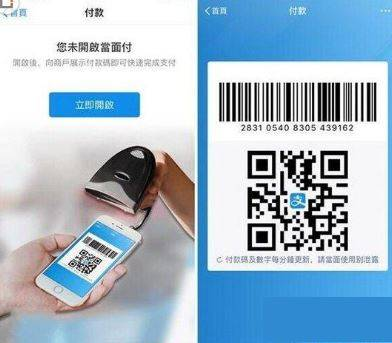 首頁
付款
您未開啟當面付
開啟後，向商戶展示付款碼即可快速完成支付
立即開啟
首頁
付款
2831 0540 8305 439162
支
付款碼及數字每分鐘更新，請當面使用別泄露